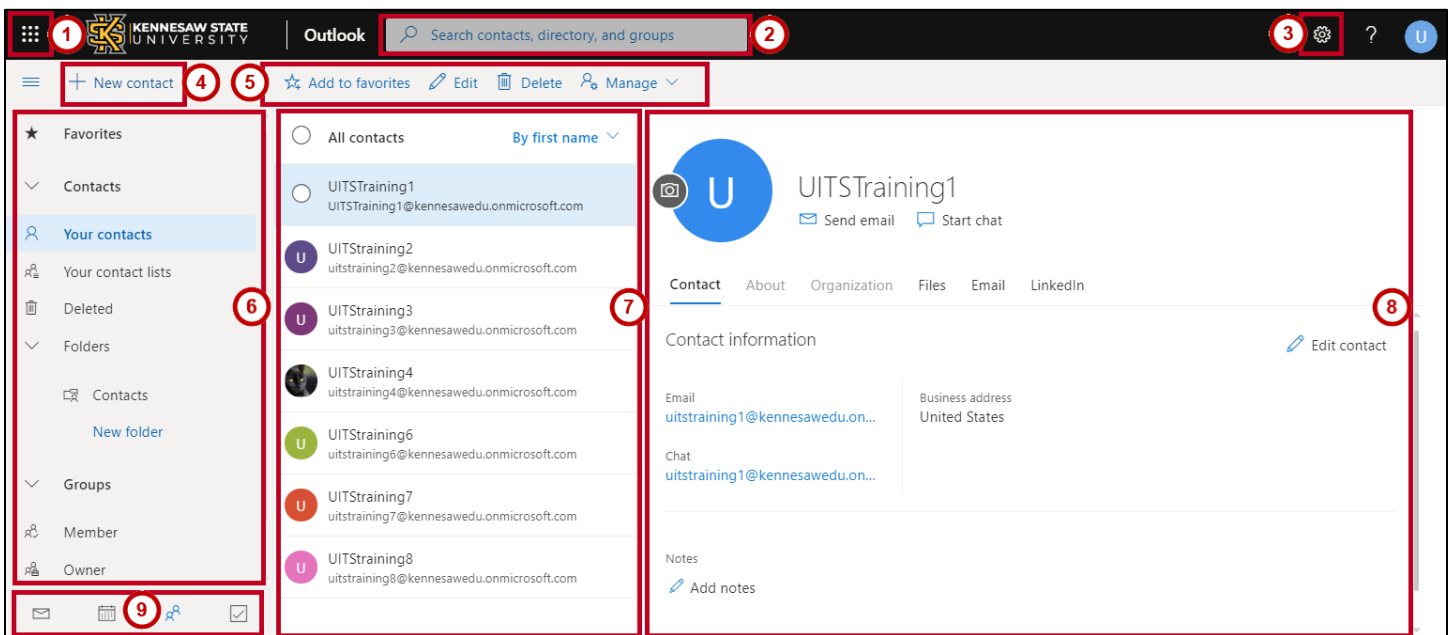 1
KENNESAW STATE
UNIVERSITY
Outlook
Search contacts, directory, and groups
2
3
?
U
New contact
4
5
Add to favorites
Edit
Delete
Manage
Favorites
Contacts
Your contacts
Your contact lists
Deleted
6
Folders
Contacts
New folder
Groups
Member
Owner
9
All contacts
By first name
UITSTraining1
UITSTraining1@kennesawedu.onmicrosoft.com
U
UITStraining2
uitstraining2@kennesawedu.onmicrosoft.com
U
UITSTraining3
uitstraining3@kennesawedu.onmicrosoft.com
7
UITSTraining4
uitstraining4@kennesawedu.onmicrosoft.com
U
UITSTraining6
uitstraining6@kennesawedu.onmicrosoft.com
U
UITStraining7
uitstraining7@kennesawedu.onmicrosoft.com
U
UITStraining8
uitstraining8@kennesawedu.onmicrosoft.com
U
UITSTraining1
Send email
Start chat
Contact About Organization Files Email LinkedIn
8
Contact information
Edit contact
Email
uitstraining1@kennesawedu.on...
Business address
United States
Chat
uitstraining1@kennesawedu.on...
Notes
Add notes